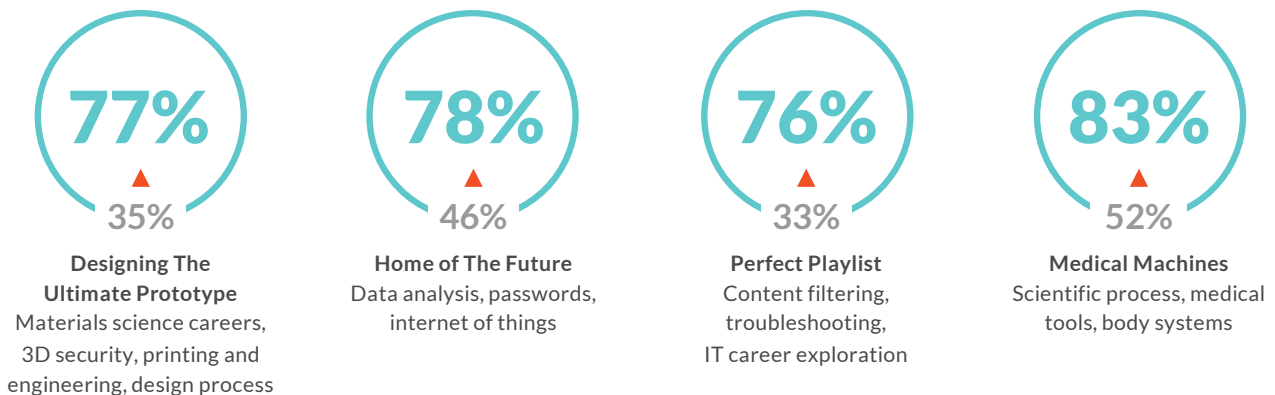 77%
▲
35%
Designing The
Ultimate Prototype
Materials science careers,
3D security, printing and
engineering, design process
78%
▲
46%
Home of The Future
Data analysis, passwords,
internet of things
76%
▲
33%
Perfect Playlist
Content filtering,
troubleshooting,
IT career exploration
83%
▲
52%
Medical Machines
Scientific process, medical
tools, body systems